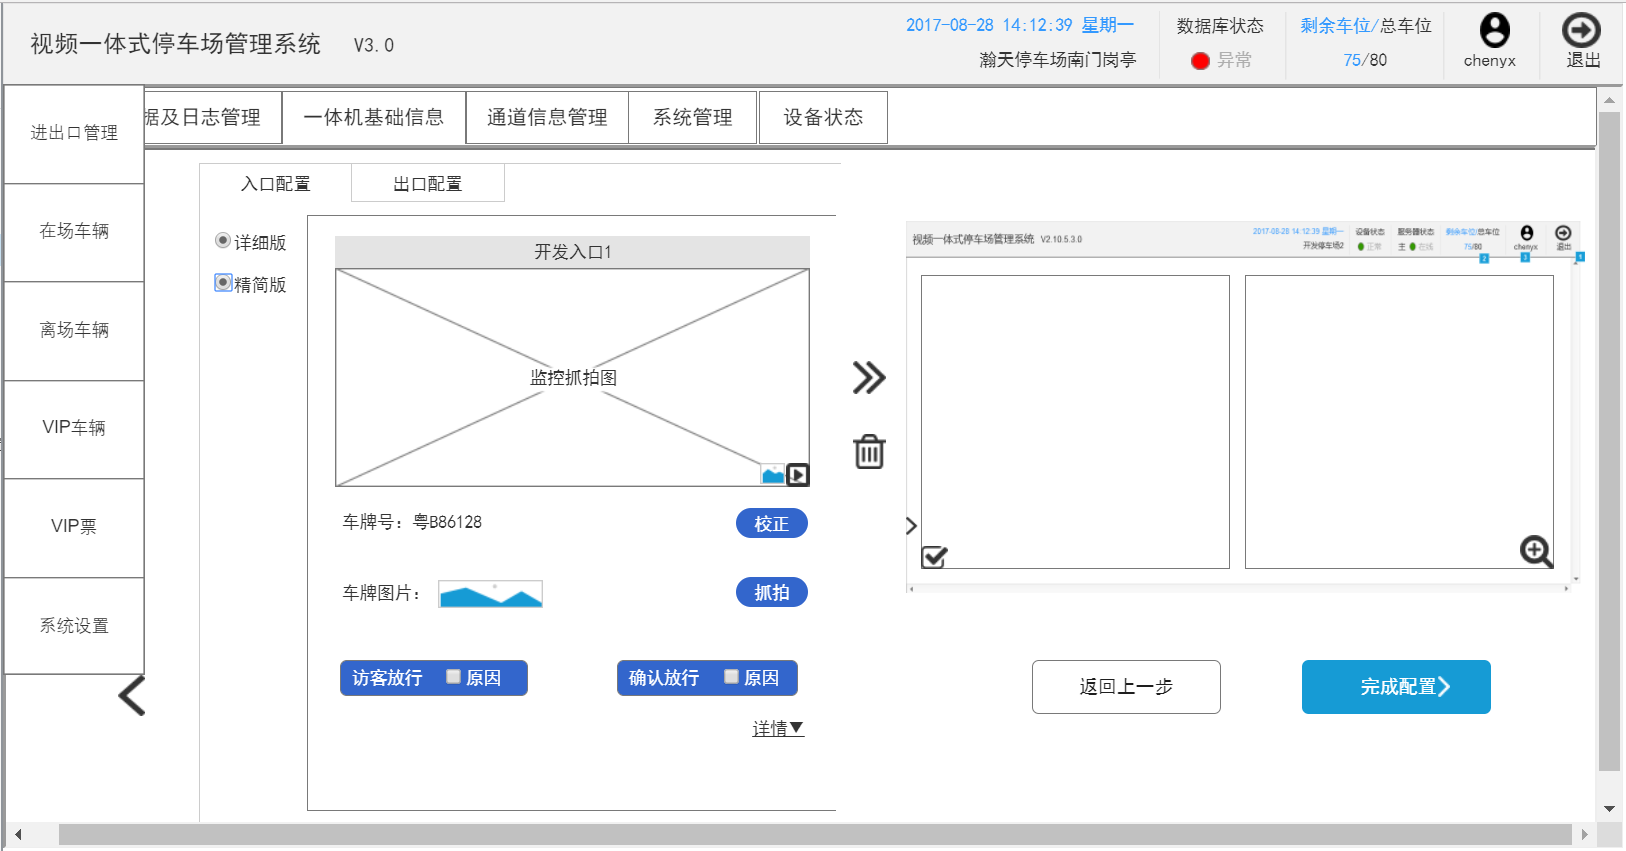 视频一体式停车场管理系统 V3.0
2017-08-28 14:12:39 星期一
瀚天停车场南门岗亭
数据库状态
异常
剩余车位/总车位
75/80
chenyx
退出
进出口管理
在场车辆
离场车辆
VIP车辆
VIP票
系统设置
据及日志管理
一体机基础信息
通道信息管理
系统管理
设备状态
入口配置
出口配置
详细版
精简版
开发入口1
监控抓拍图
车牌号：粤B86128
校正
车牌图片：
抓拍
访客放行 原因
确认放行 原因
详情▼
视频一体式停车场管理系统 V2.10.5.3.0
2017-08-28 14:12:39 星期一
开发停车场2
设备状态
正常
服务器状态
主 在线
剩余车位/总车位
75/80
chenyx
退出
2
3
返回上一步
完成配置